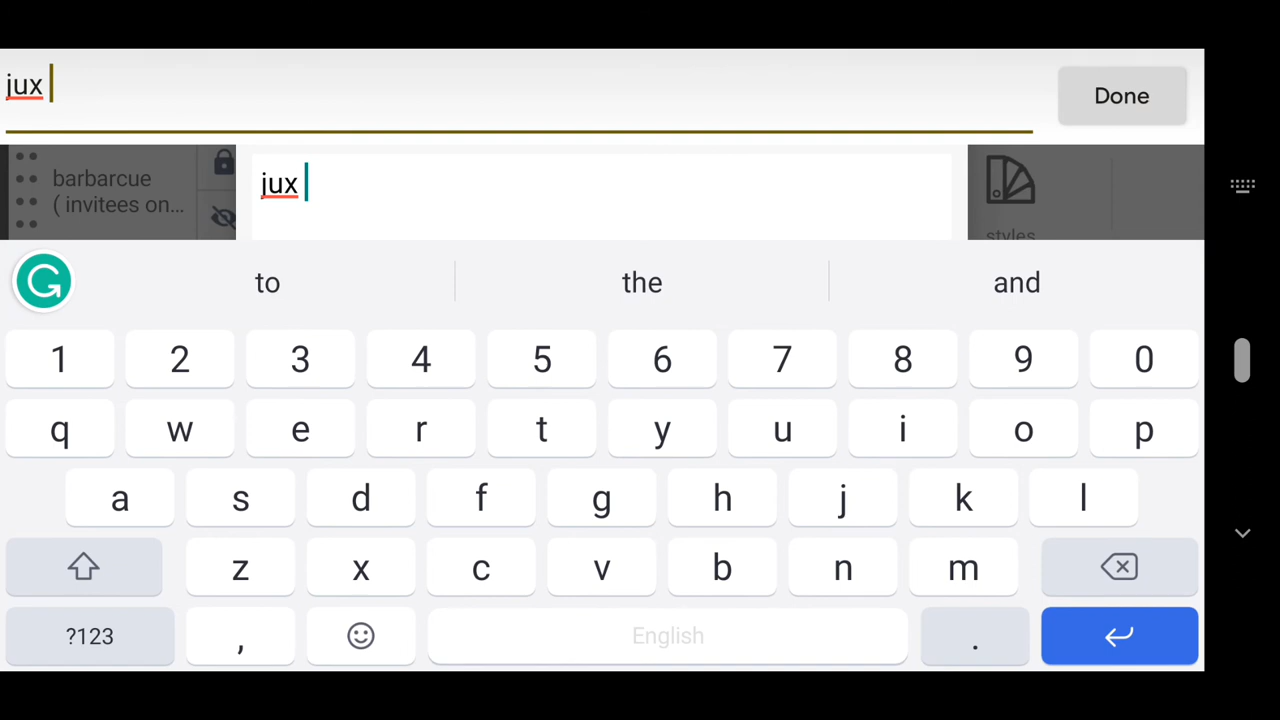 jux
Done
barbarcue
( invitees on...
jux
styles
to the and
1 2 3 4 5 6 7 8 9 0
q w e r t y u i o p
a s d f g h j k l
z x c v b n m
?123 , English .